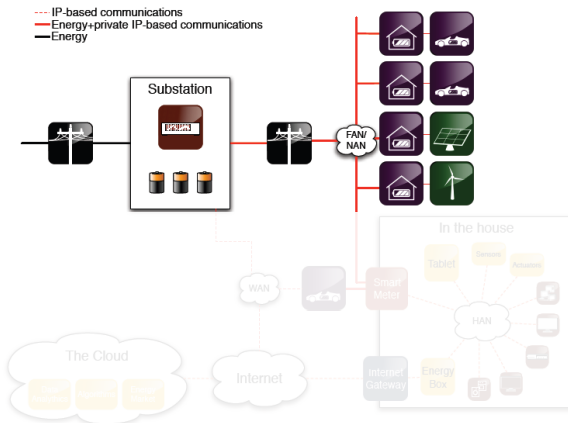 IP-based communications
Energy+private IP-based communications
Energy
Substation
FAN/
NAN
In the house
Tablet
WAN
Smart
Meter
HAN
The Cloud
Internet
Internet
Gateway
Energy
Box